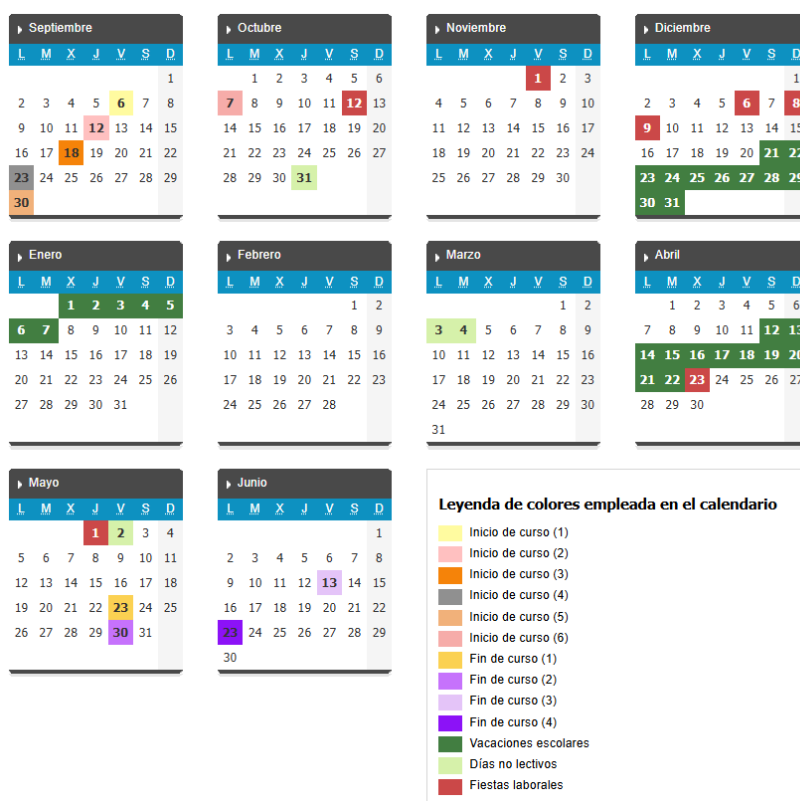 Septiembre Octubre Noviembre Diciembre
L M X J V S D L M X J V S D L M X J V S D L M X J V S D
1 1 2 3 4 5 6 1 2 3 1
2 3 4 5 6 7 8 7 8 9 10 11 12 13 4 5 6 7 8 9 10 2 3 4 5 6 7 8
9 10 11 12 13 14 15 14 15 16 17 18 19 20 11 12 13 14 15 16 17 9 10 11 12 13 14 15
16 17 18 19 20 21 22 21 22 23 24 25 26 27 18 19 20 21 22 23 24 16 17 18 19 20 21 22
23 24 25 26 27 28 29 28 29 30 31 25 26 27 28 29 30 23 24 25 26 27 28 29
30 30 31
Enero Febrero Marzo Abril
L M X J V S D L M X J V S D L M X J V S D L M X J V S D
1 2 3 4 5 1 2 1 2 1 2 3 4 5 6
6 7 8 9 10 11 12 3 4 5 6 7 8 9 3 4 5 6 7 8 9 7 8 9 10 11 12 13
13 14 15 16 17 18 19 10 11 12 13 14 15 16 10 11 12 13 14 15 16 14 15 16 17 18 19 20
20 21 22 23 24 25 26 17 18 19 20 21 22 23 17 18 19 20 21 22 23 21 22 23 24 25 26 27
27 28 29 30 31 24 25 26 27 28 24 25 26 27 28 29 30 28 29 30
31
Mayo Junio
L M X J V S D L M X J V S D
1 2 3 4 1
5 6 7 8 9 10 11 2 3 4 5 6 7 8
12 13 14 15 16 17 18 9 10 11 12 13 14 15
19 20 21 22 23 24 25 16 17 18 19 20 21 22
26 27 28 29 30 31 23 24 25 26 27 28 29
30
Leyenda de colores empleada en el calendario
Inicio de curso (1)
Inicio de curso (2)
Inicio de curso (3)
Inicio de curso (4)
Inicio de curso (5)
Inicio de curso (6)
Fin de curso (1)
Fin de curso (2)
Fin de curso (3)
Fin de curso (4)
Vacaciones escolares
Días no lectivos
Fiestas laborales